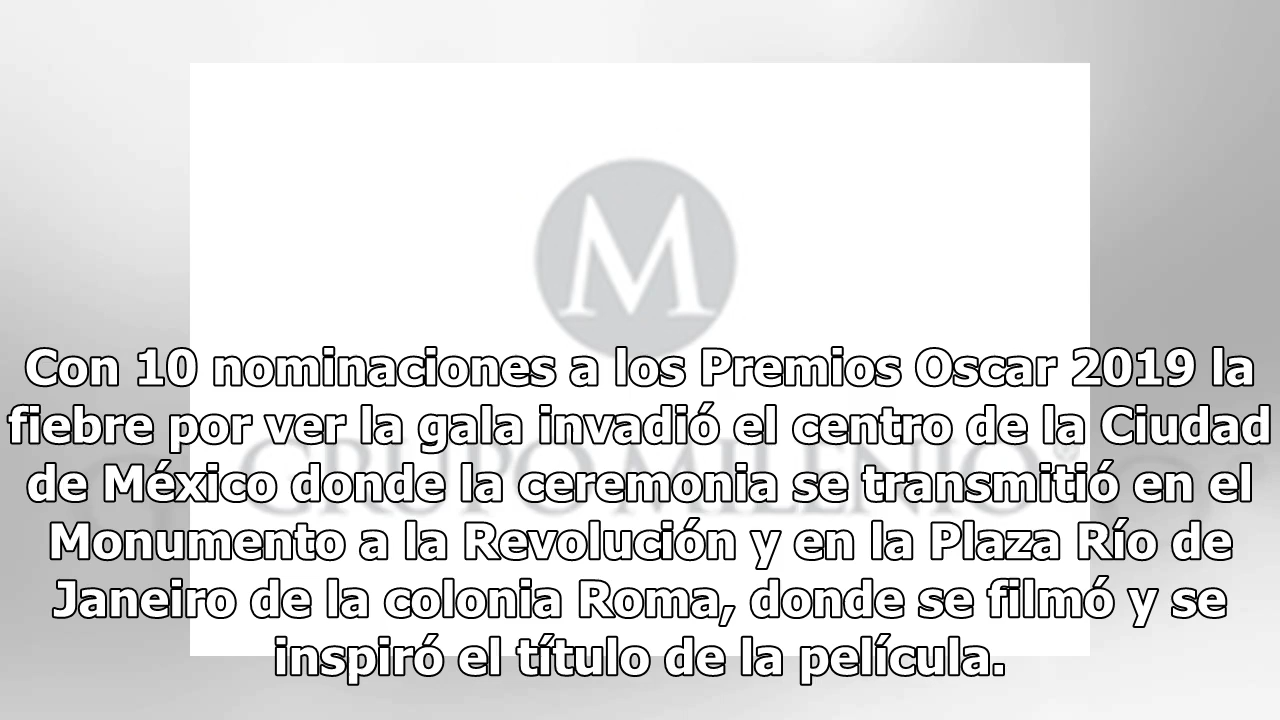 M
Con 10 nominaciones a los Premios Oscar 2019 la
fiebre por ver la gala invadió el centro de la Ciudad
GRUPO MILENIO®
de México donde la ceremonia se transmitió en el
Monumento a la Revolución y en la Plaza Río de
Janeiro de la colonia Roma, donde se filmó y se
inspiró el título de la película.